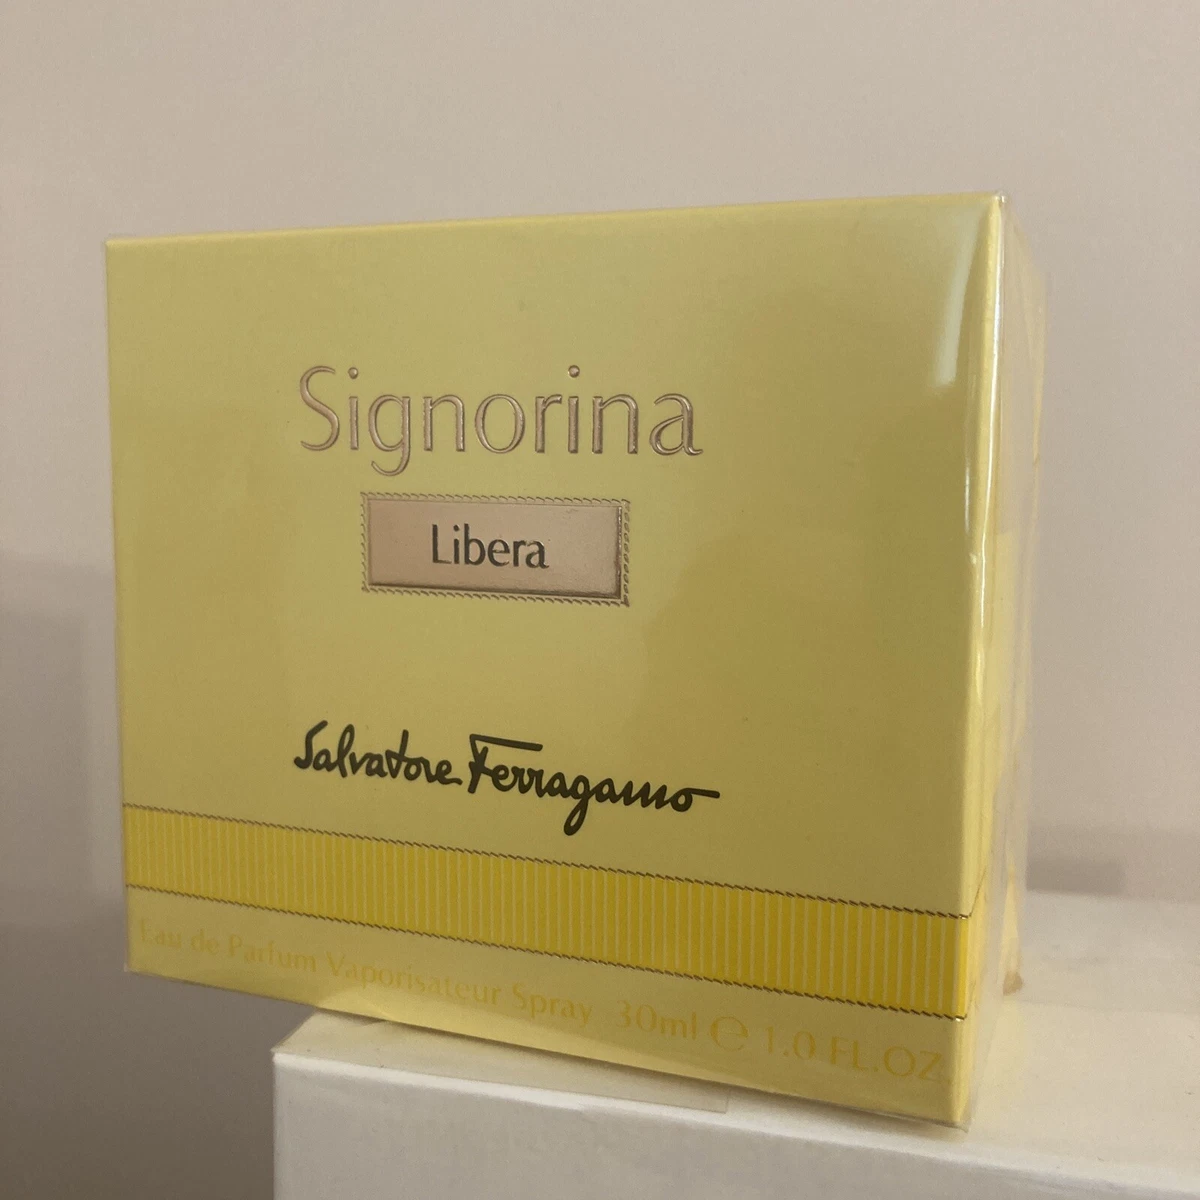 Signorina
Libera
Salvatore Ferragamo
Eau de Parfum Vaporisateur Spray 30ml ℮ 1.0 FL.OZ